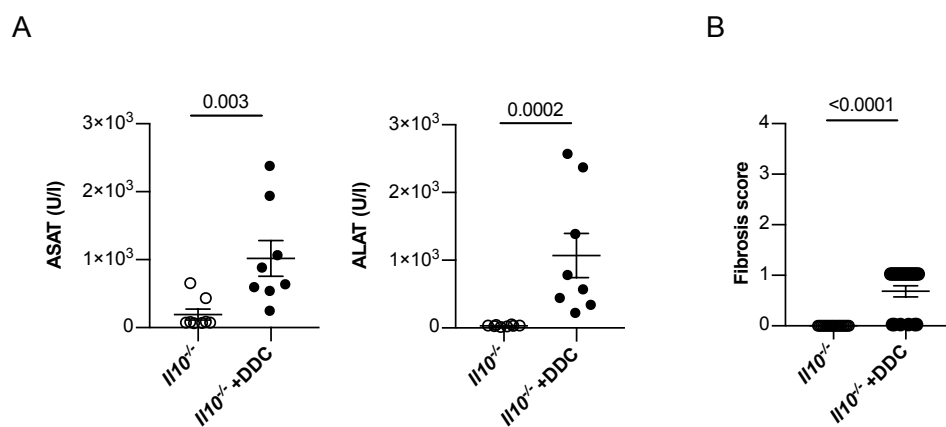 A
B
0.003
3×10³
2×10³
1×10³
0
ASAT (U/l)
Il10⁻/⁻
Il10⁻/⁻ +DDC
0.0002
3×10³
2×10³
1×10³
0
ALAT (U/l)
Il10⁻/⁻
Il10⁻/⁻ +DDC
<0.0001
4
3
2
1
0
Fibrosis score
Il10⁻/⁻
Il10⁻/⁻ +DDC